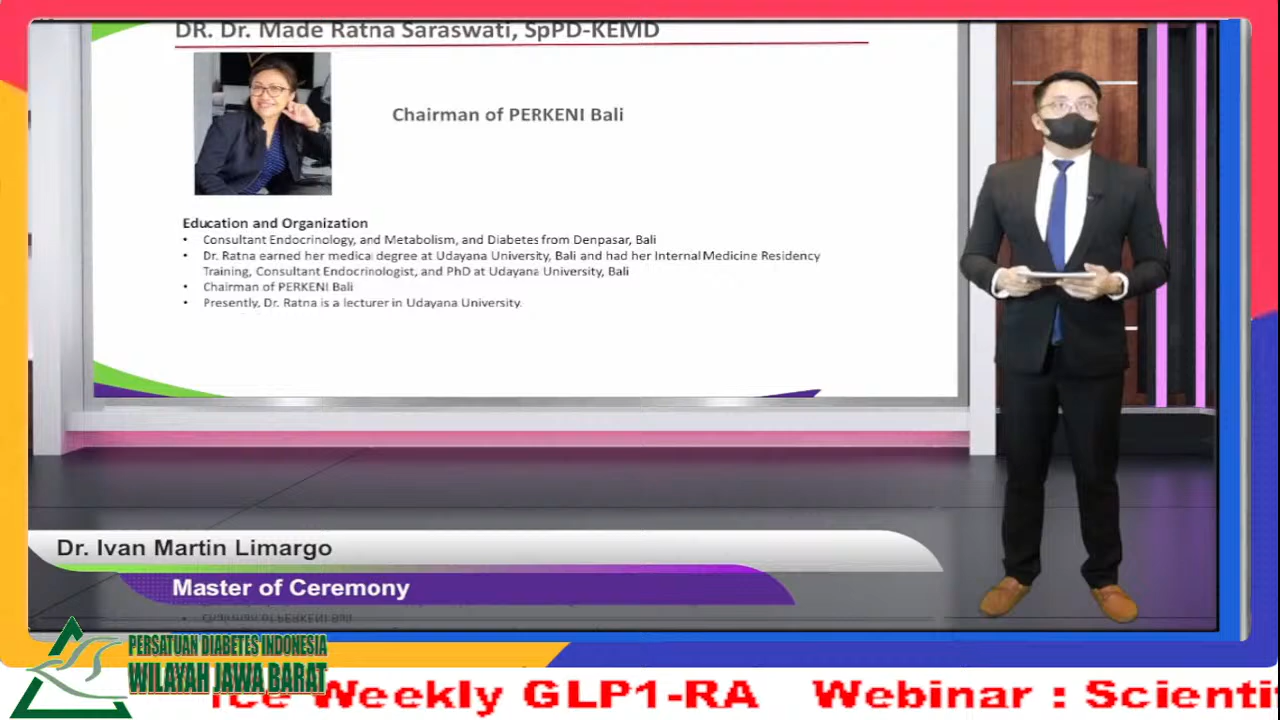 DR. Dr. Made Ratna Saraswati, SpPD-KEMD
Chairman of PERKENI Bali
Education and Organization
• Consultant Endocrinology, and Metabolism, and Diabetes from Denpasar, Bali
• Dr. Ratna earned her medical degree at Udayana University, Bali and had her Internal Medicine Residency
Training, Consultant Endocrinologist, and PhD at Udayana University, Bali
• Chairman of PERKENI Bali
• Presently, Dr. Ratna is a lecturer in Udayana University.
Dr. Ivan Martin Limargo
Master of Ceremony
• Chairman of PERKENI Bali
PERSATUAN DIABETES INDONESIA
WILAYAH JAWA BARAT
Weekly GLP1-RA Webinar : Scienti